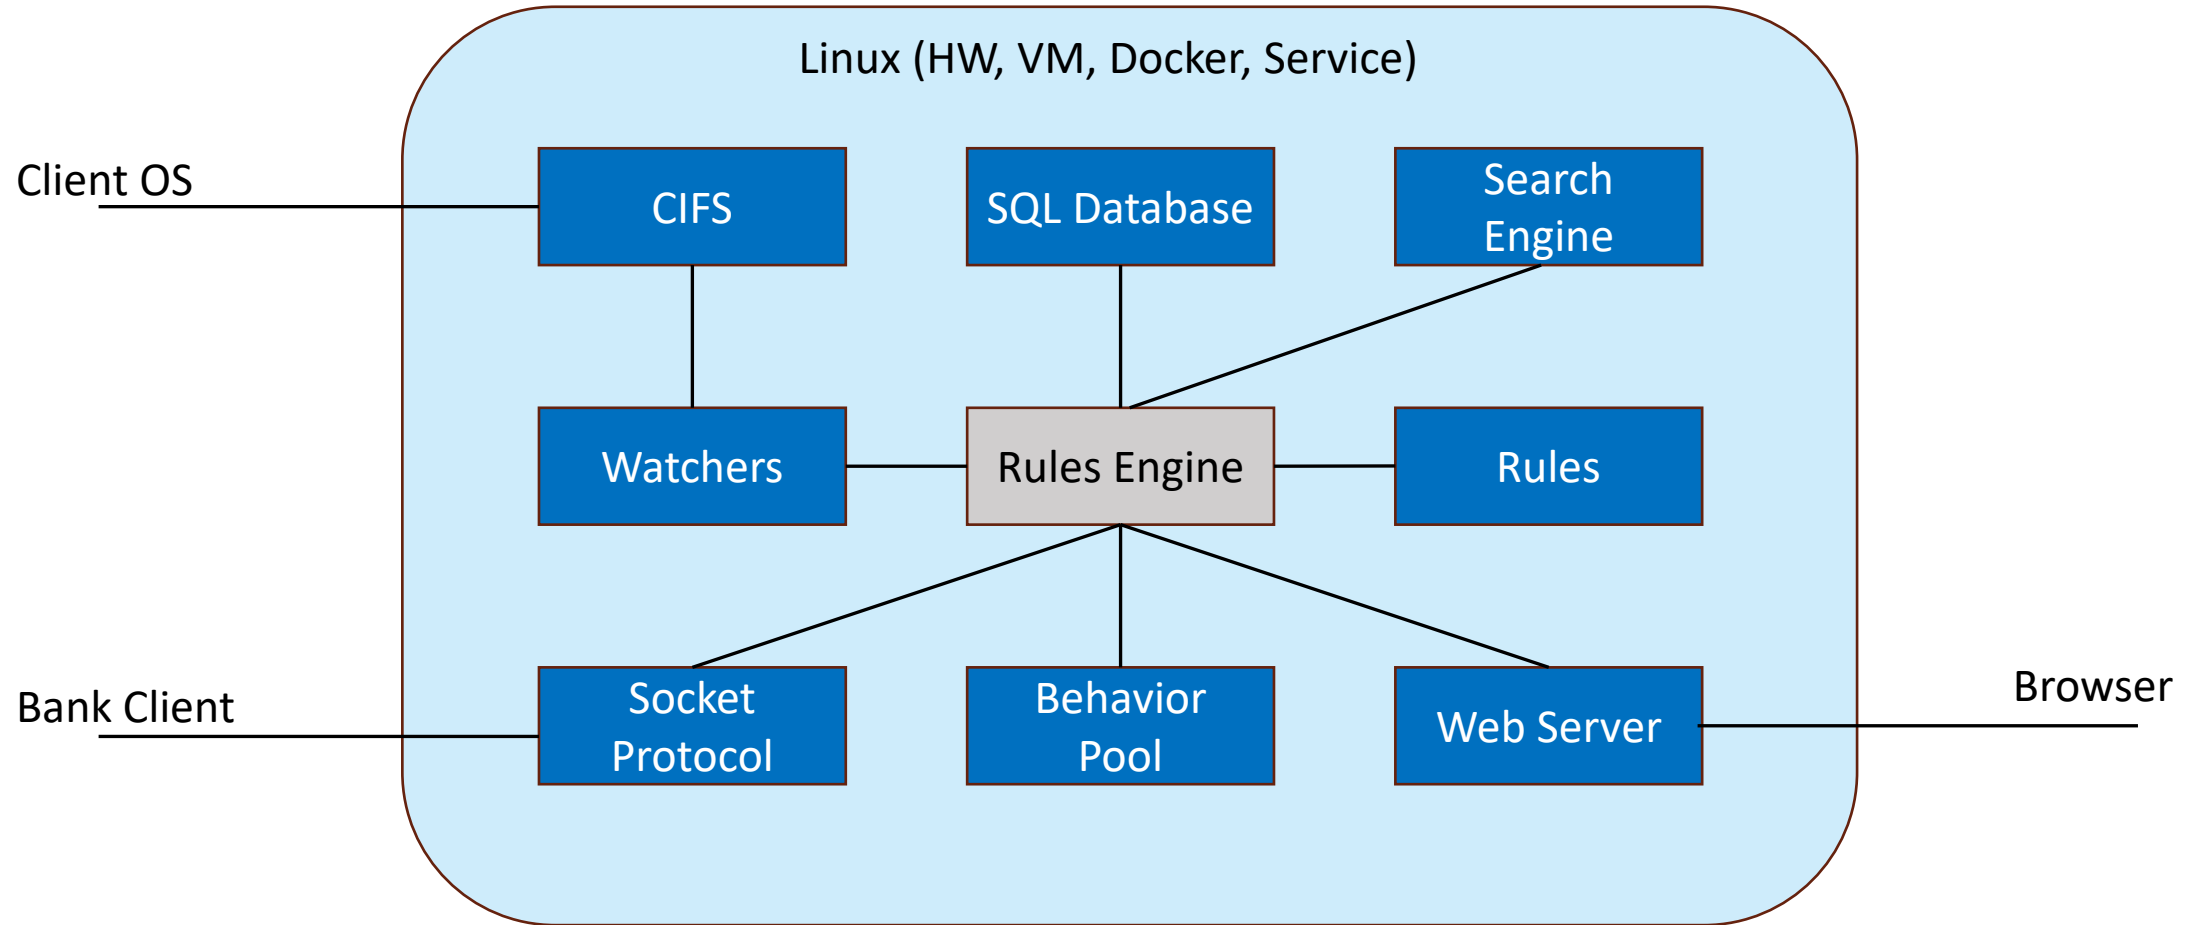 Linux (HW, VM, Docker, Service)
Client OS
CIFS
SQL Database
Search
Engine
Watchers
Rules Engine
Rules
Bank Client
Socket
Protocol
Behavior
Pool
Web Server
Browser